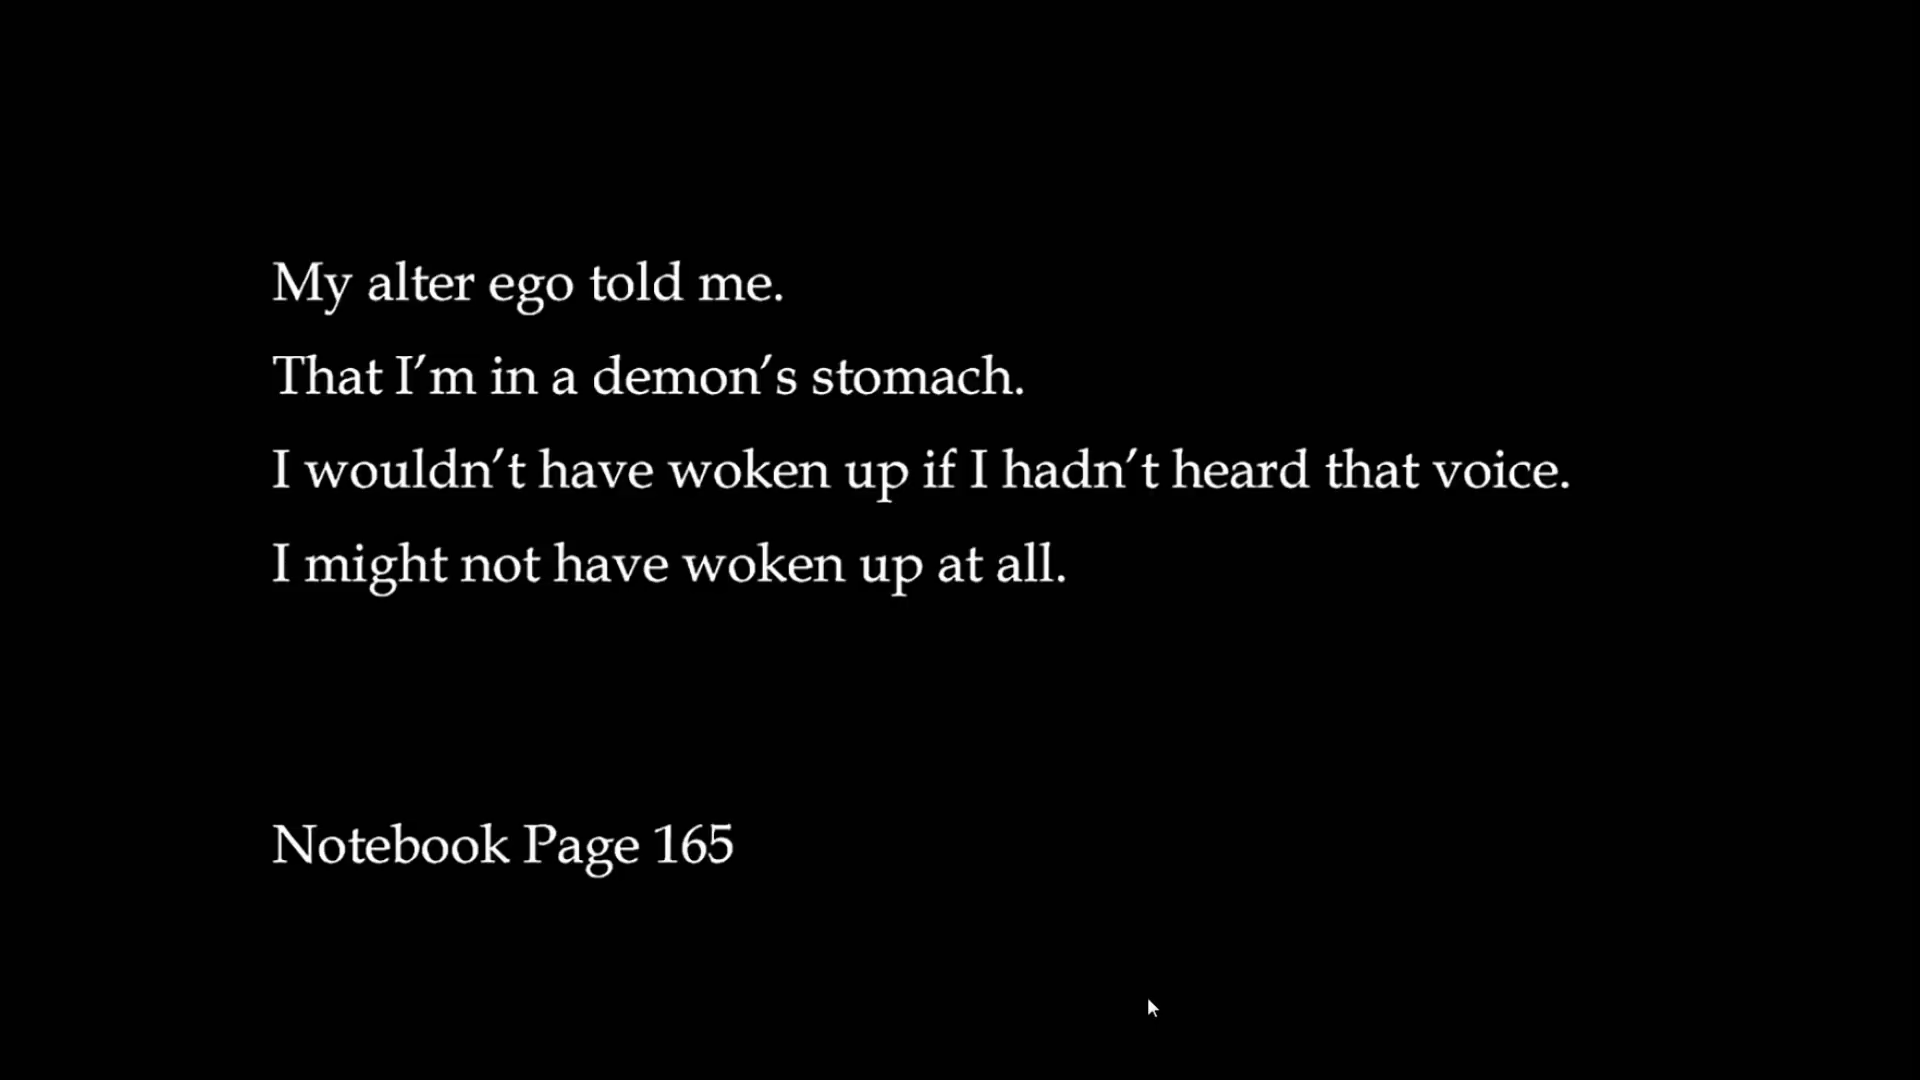 My alter ego told me.
That I’m in a demon’s stomach.
I wouldn’t have woken up if I hadn’t heard that voice.
I might not have woken up at all.
Notebook Page 165